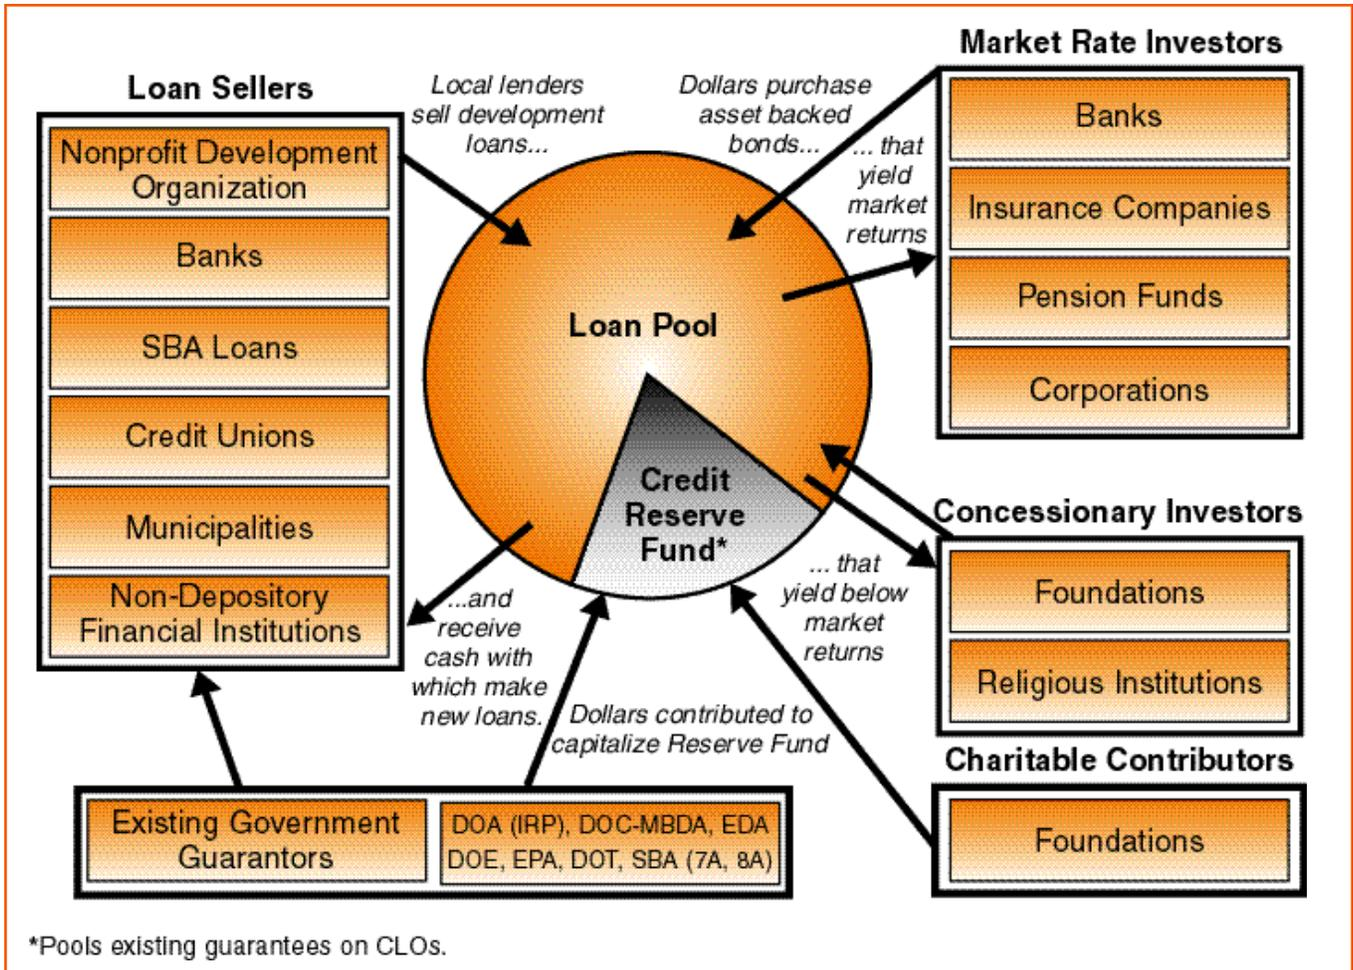 Loan Sellers
Nonprofit Development
Organization
Banks
SBA Loans
Credit Unions
Municipalities
Non-Depository
Financial Institutions
Local lenders
sell development
loans...
Dollars purchase
asset backed
bonds...
... that
yield
market
returns
Market Rate Investors
Banks
Insurance Companies
Pension Funds
Corporations
Loan Pool
Credit
Reserve
Fund*
Concessionary Investors
Foundations
Religious Institutions
... that
yield below
market
returns
...and
receive
cash with
which make
new loans.
Dollars contributed to
capitalize Reserve Fund
Charitable Contributors
Foundations
Existing Government
Guarantors
DOA (IRP), DOC-MBDA, EDA
DOE, EPA, DOT, SBA (7A, 8A)
*Pools existing guarantees on CLOs.